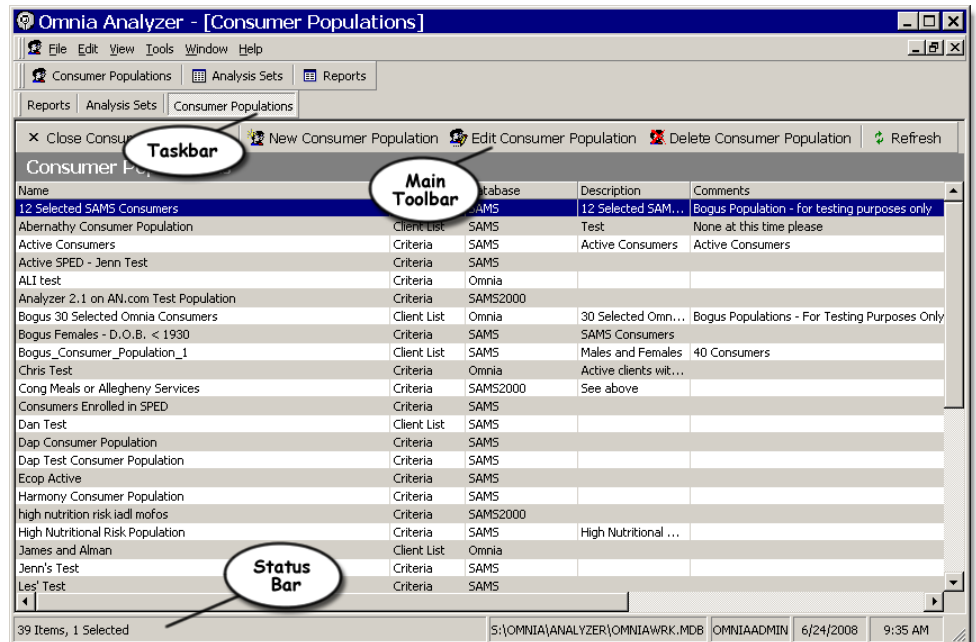 Omnia Analyzer - [Consumer Populations]
File Edit View Tools Window Help
Consumer Populations Analysis Sets Reports
Reports Analysis Sets Consumer Populations
Close Consu New Consumer Population Edit Consumer Population Delete Consumer Population Refresh
Taskbar
Consumer Po
Main
Toolbar
Name tabase Description Comments
12 Selected SAMS Consumers SAMS 12 Selected SAM... Bogus Population - for testing purposes only
Abernathy Consumer Population Client List SAMS Test None at this time please
Active Consumers Criteria SAMS Active Consumers Active Consumers
Active SPED - Jenn Test Criteria SAMS
ALI test Criteria Omnia
Analyzer 2.1 on AN.com Test Population Criteria SAMS2000
Bogus 30 Selected Omnia Consumers Client List Omnia 30 Selected Omn... Bogus Populations - For Testing Purposes Only
Bogus Females - D.O.B. < 1930 Criteria SAMS SAMS Consumers
Bogus_Consumer_Population_1 Client List SAMS Males and Females 40 Consumers
Chris Test Criteria Omnia Active clients wit...
Cong Meals or Allegheny Services Criteria SAMS2000 See above
Consumers Enrolled in SPED Criteria SAMS
Dan Test Client List SAMS
Dap Consumer Population Criteria SAMS
Dap Test Consumer Population Criteria SAMS
Ecop Active Criteria SAMS
Harmony Consumer Population Criteria SAMS
high nutrition risk iadl mofos Criteria SAMS2000
High Nutritional Risk Population Criteria SAMS High Nutritional ...
James and Alman Client List Omnia
Jenn's Test Criteria SAMS
Les' Test Criteria SAMS
Status
Bar
39 Items, 1 Selected S:\OMNIA\ANALYZER\OMNIAWRK.MDB OMNIAADMIN 6/24/2008 9:35 AM